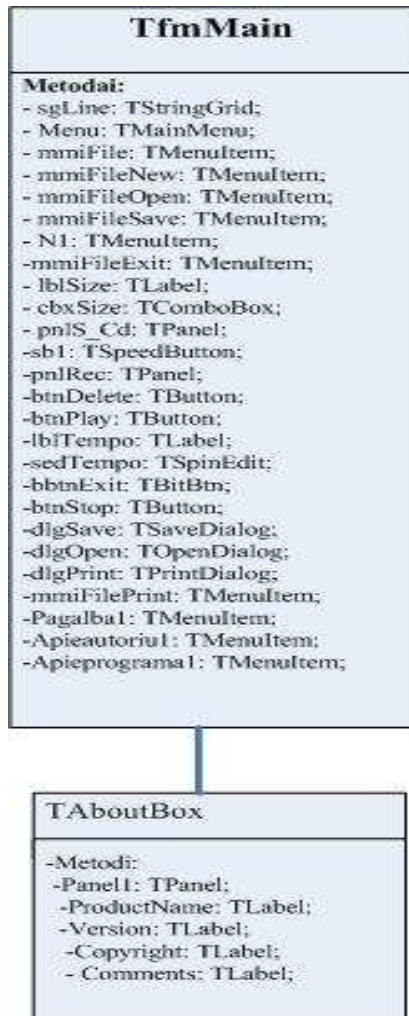 TfmMain
Metodai:
- sgLine: TStringGrid;
- Menu: TMainMenu;
- mmiFile: TMenuItem;
- mmiFileNew: TMenuItem;
- mmiFileOpen: TMenuItem;
- mmiFileSave: TMenuItem;
- N1: TMenuItem;
-mmiFileExit: TMenuItem;
- lblSize: TLabel;
- cbxSize: TComboBox;
- pnlS_Cd: TPanel;
-sb1: TSpeedButton;
-pnlRec: TPanel;
-btnDelete: TButton;
-btnPlay: TButton;
-lblTempo: TLabel;
-sedTempo: TSpinEdit;
-bbtnExit: TBitBtn;
-btnStop: TButton;
-dlgSave: TSaveDialog;
-dlgOpen: TOpenDialog;
-dlgPrint: TPrintDialog;
-mmiFilePrint: TMenuItem;
-Pagalba1: TMenuItem;
-Apieautoriu1: TMenuItem;
-Apieprograma1: TMenuItem;
TAboutBox
-Metodi:
-Panel1: TPanel;
-ProductName: TLabel;
-Version: TLabel;
-Copyright: TLabel;
- Comments: TLabel;